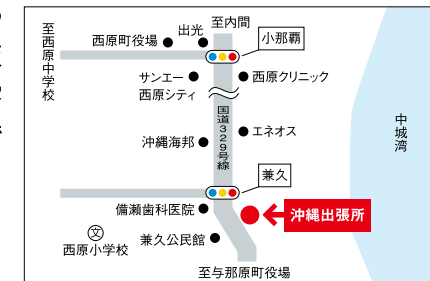 至内間
出光
西原町役場
小那覇
至西原中学校
サンエー
西原シティ
西原クリニック
国道329号線
エネオス
沖縄海邦
中城湾
兼久
備瀬歯科医院
沖縄出張所
文
西原小学校
兼久公民館
至与那原町役場